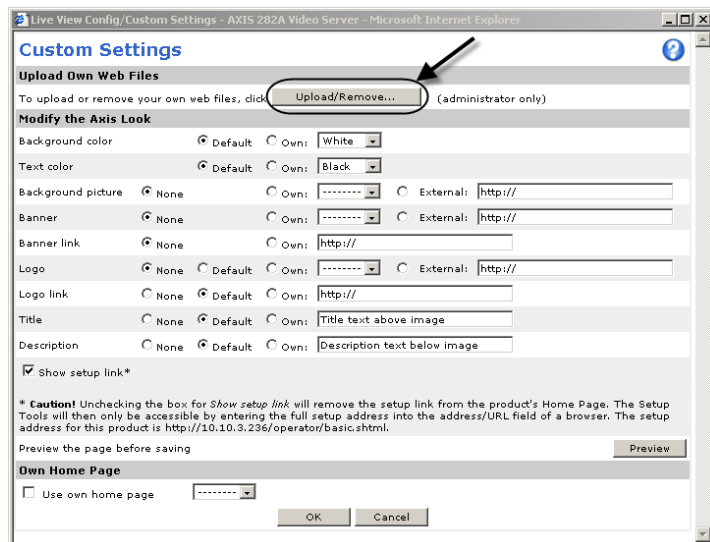 Live View Config/Custom Settings - AXIS 282A Video Server - Microsoft Internet Explorer
Custom Settings
?
Upload Own Web Files
To upload or remove your own web files, click Upload/Remove... (administrator only)
Modify the Axis Look
Background color Default Own: White
Text color Default Own: Black
Background picture None Own: -------- External: http://
Banner None Own: -------- External: http://
Banner link None Own: http://
Logo None Default Own: -------- External: http://
Logo link None Default Own: http://
Title None Default Own: Title text above image
Description None Default Own: Description text below image
Show setup link*
* Caution! Unchecking the box for Show setup link will remove the setup link from the product's Home Page. The Setup
Tools will then only be accessible by entering the full setup address into the address/URL field of a browser. The setup
address for this product is http://10.10.3.236/operator/basic.shtml.
Preview the page before saving Preview
Own Home Page
Use own home page --------
OK Cancel